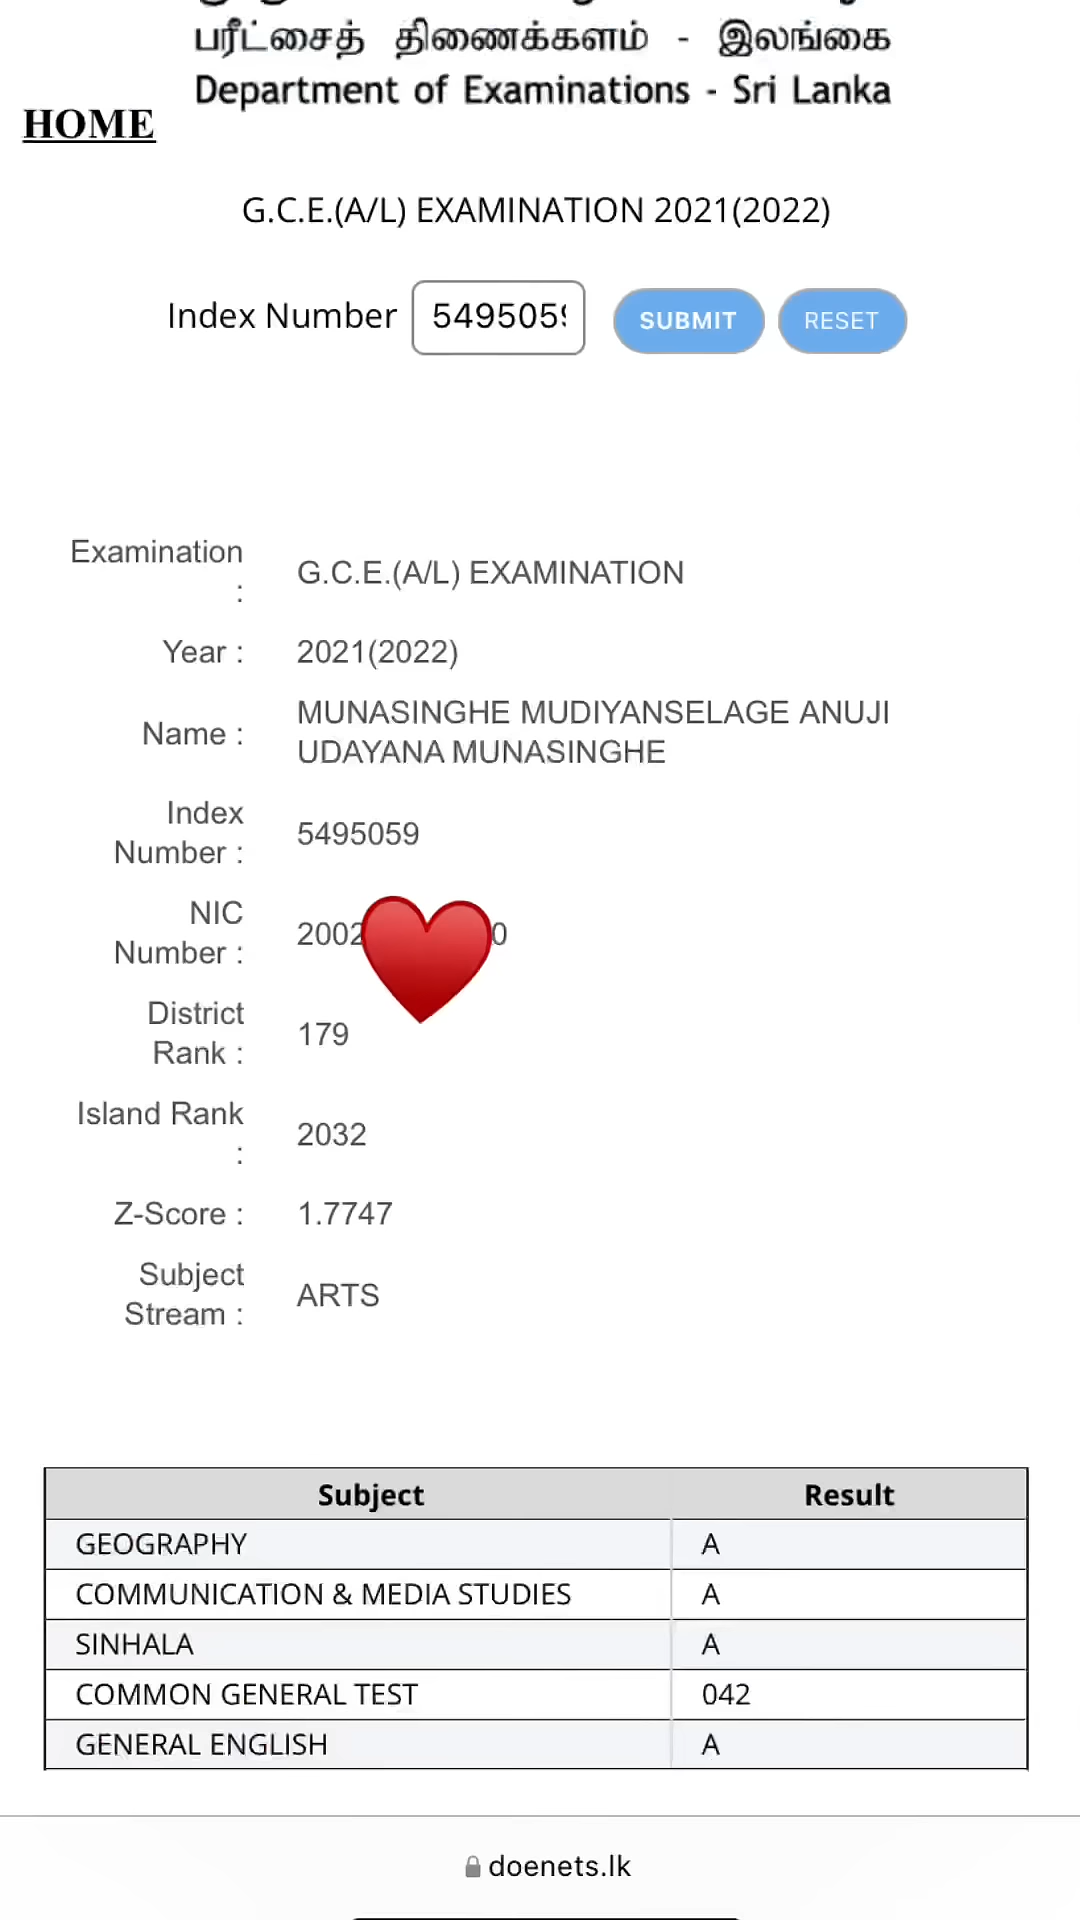 பரீட்சைத் திணைக்களம் - இலங்கை
Department of Examinations - Sri Lanka
HOME
G.C.E.(A/L) EXAMINATION 2021(2022)
Index Number 5495059 SUBMIT RESET
Examination : G.C.E.(A/L) EXAMINATION
Year : 2021(2022)
Name : MUNASINGHE MUDIYANSELAGE ANUJI
UDAYANA MUNASINGHE
Index
Number : 5495059
NIC
Number : 2002 0
District
Rank : 179
Island Rank
: 2032
Z-Score : 1.7747
Subject
Stream : ARTS
Subject Result
GEOGRAPHY A
COMMUNICATION & MEDIA STUDIES A
SINHALA A
COMMON GENERAL TEST 042
GENERAL ENGLISH A
doenets.lk